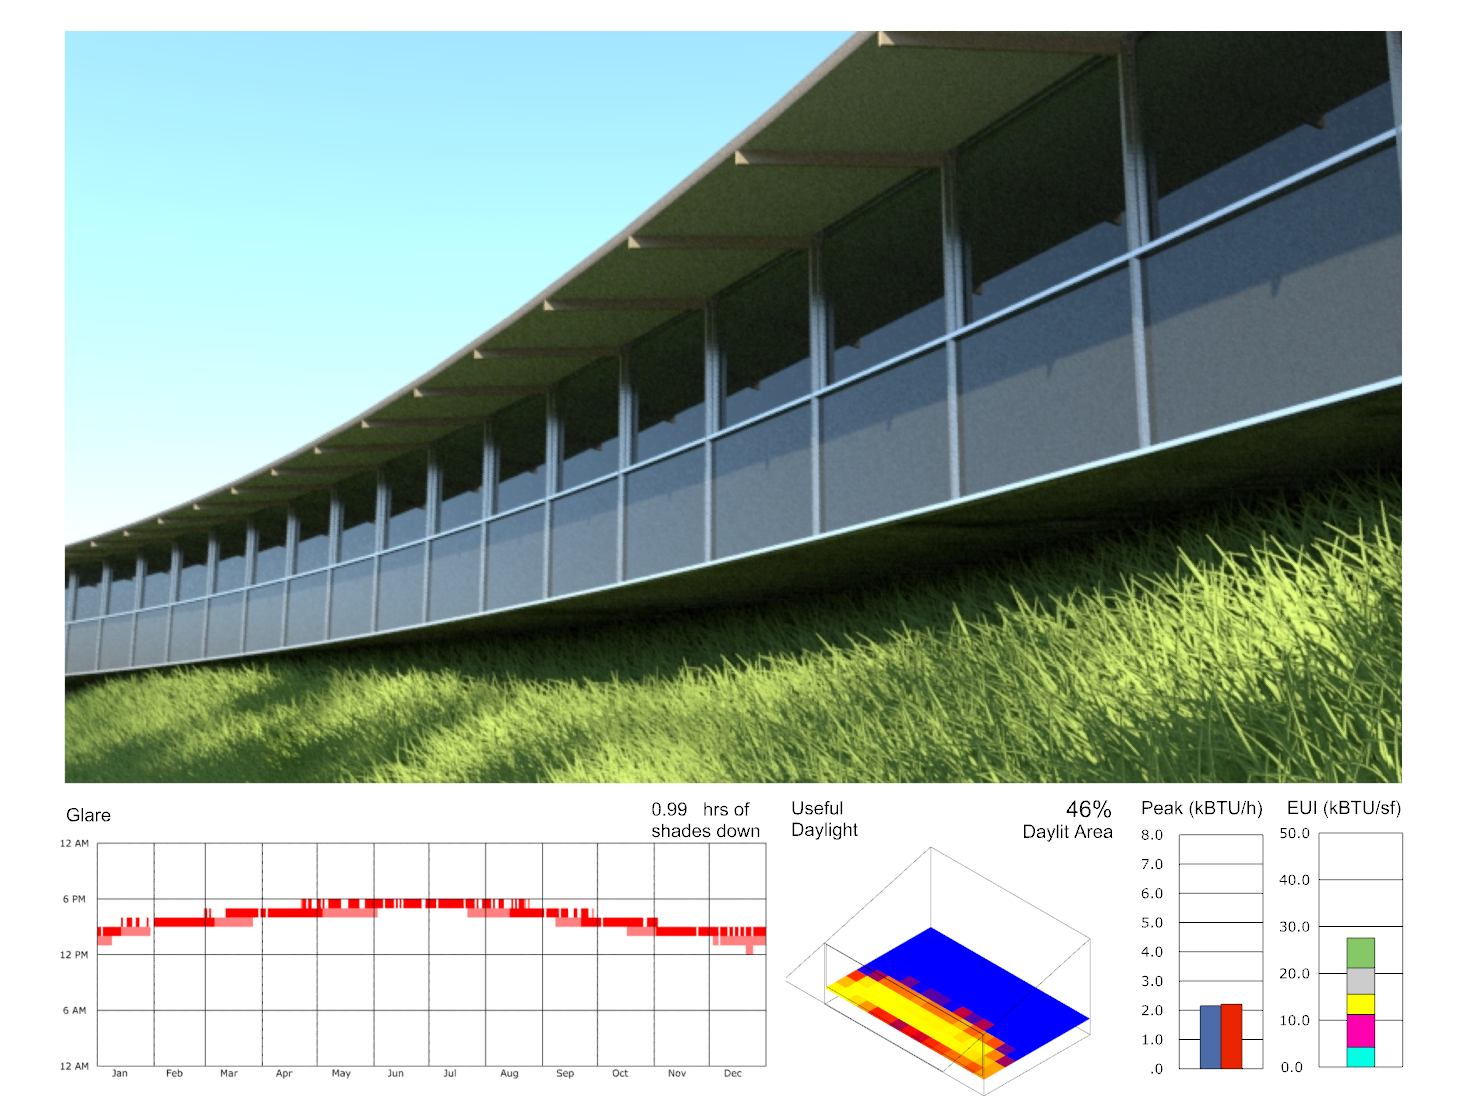 Glare
0.99 hrs of
shades down
12 AM
6 PM
12 PM
6 AM
12 AM
Jan Feb Mar Apr May Jun Jul Aug Sep Oct Nov Dec
Useful
Daylight
46%
Daylit Area
Peak (kBTU/h)
8.0
7.0
6.0
5.0
4.0
3.0
2.0
1.0
.0
EUI (kBTU/sf)
50.0
40.0
30.0
20.0
10.0
0.0